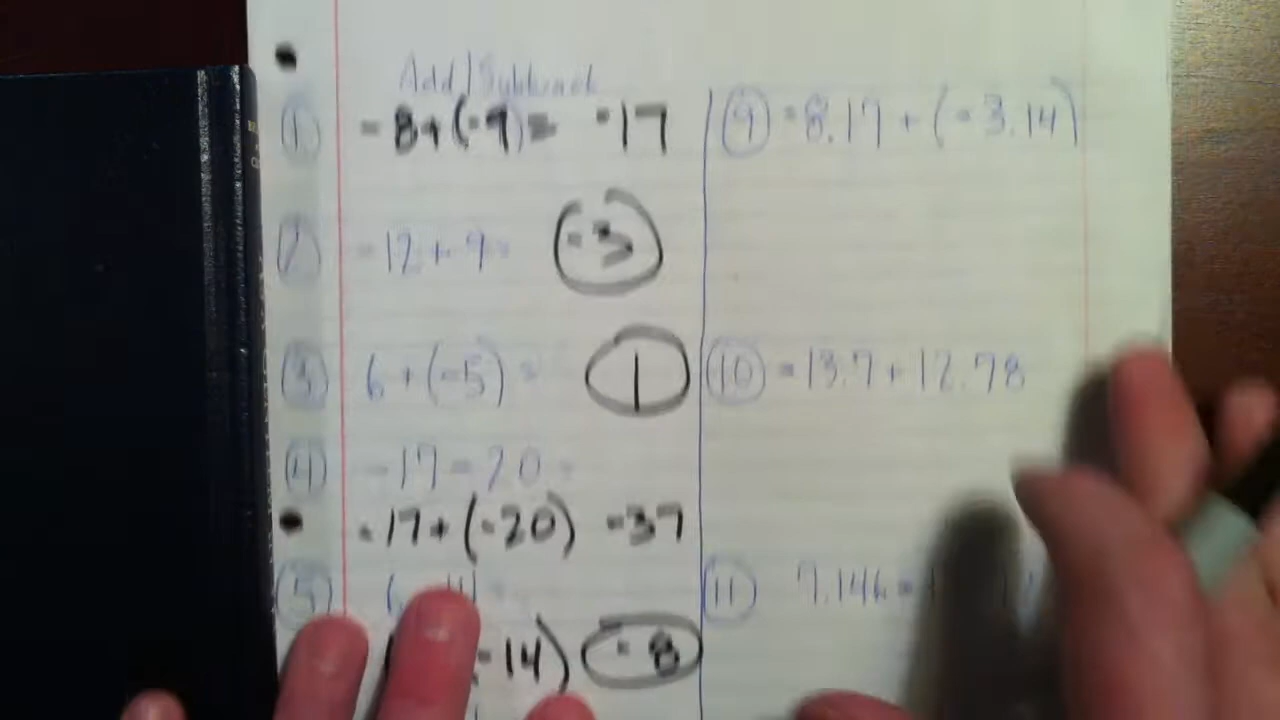 Add/Subtract
(1) -8+(-9)= -17
(2) -12+9= -3
(3) 6+(-5)= 1
(4) -17-20=
-17+(-20) -37
(5) 6
-14) -8
(9) -8.17+(-3.14)
(10) -13.7+12.78
(11) 7.146-